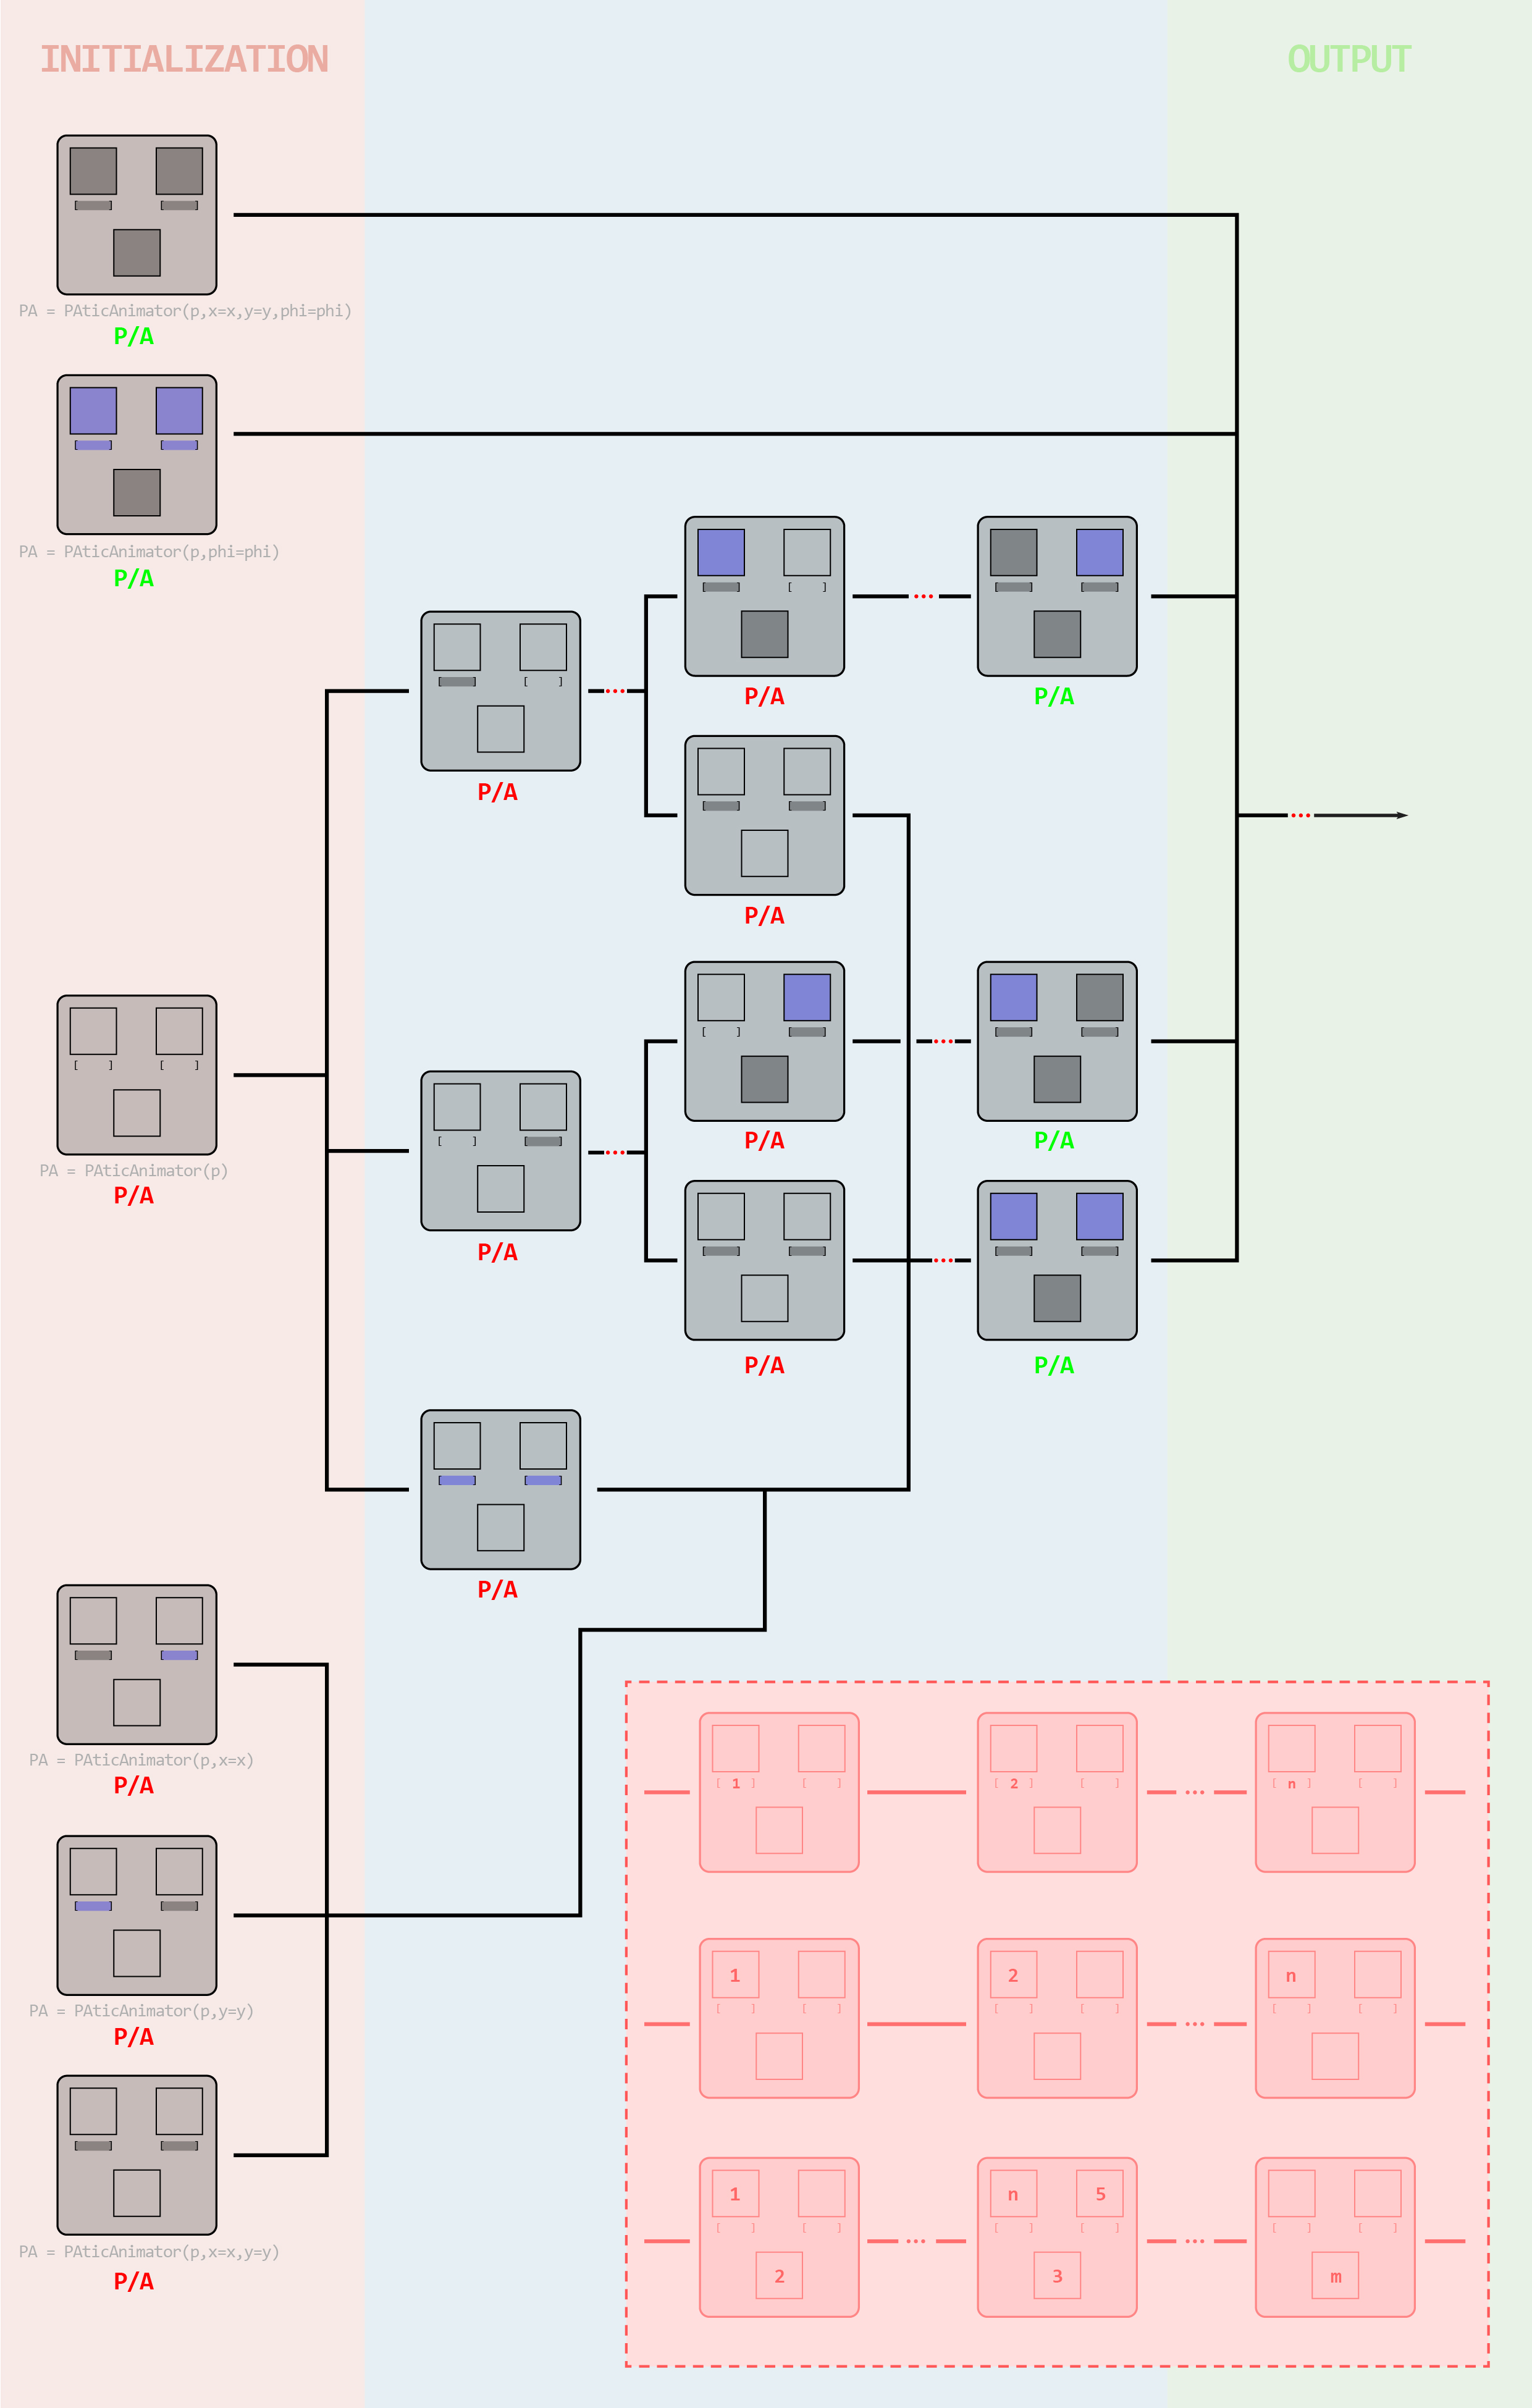 INITIALIZATION
OUTPUT
[ ] [ ]
PA = PAticAnimator(p,x=x,y=y,phi=phi)
P/A
[ ] [ ]
PA = PAticAnimator(p,phi=phi)
P/A
[ ] [ ]
...
[ ] [ ]
P/A
P/A
[ ] [ ]
...
P/A
[ ] [ ]
...
P/A
[ ] [ ]
...
[ ] [ ]
P/A
P/A
[ ] [ ]
PA = PAticAnimator(p)
P/A
[ ] [ ]
...
P/A
[ ] [ ]
...
[ ] [ ]
P/A
P/A
[ ] [ ]
P/A
[ ] [ ]
PA = PAticAnimator(p,x=x)
P/A
[ ] [ ]
PA = PAticAnimator(p,y=y)
P/A
[ ] [ ]
PA = PAticAnimator(p,x=x,y=y)
P/A
[ 1 ] [ ]
[ 2 ] [ ]
...
[ n ] [ ]
1
[ ] [ ]
2
[ ] [ ]
...
n
[ ] [ ]
1
[ ] [ ]
2
...
n 5
[ ] [ ]
3
...
[ ] [ ]
m